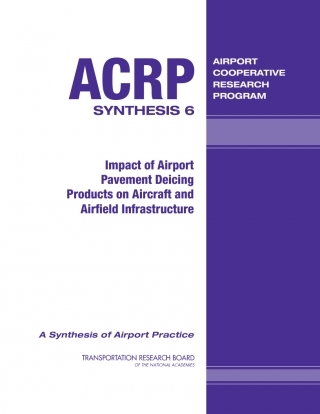 ACRP
SYNTHESIS 6
AIRPORT
COOPERATIVE
RESEARCH
PROGRAM
Impact of Airport
Pavement Deicing
Products on Aircraft and
Airfield Infrastructure
A Synthesis of Airport Practice
TRANSPORTATION RESEARCH BOARD
OF THE NATIONAL ACADEMIES